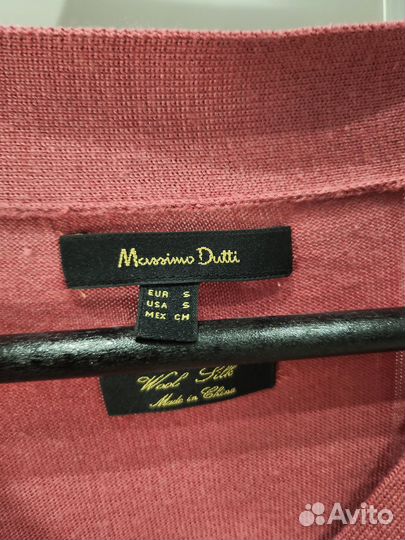 Massimo Dutti
EUR S
USA S
MEX CH
Wool Silk
Made in China
Avito